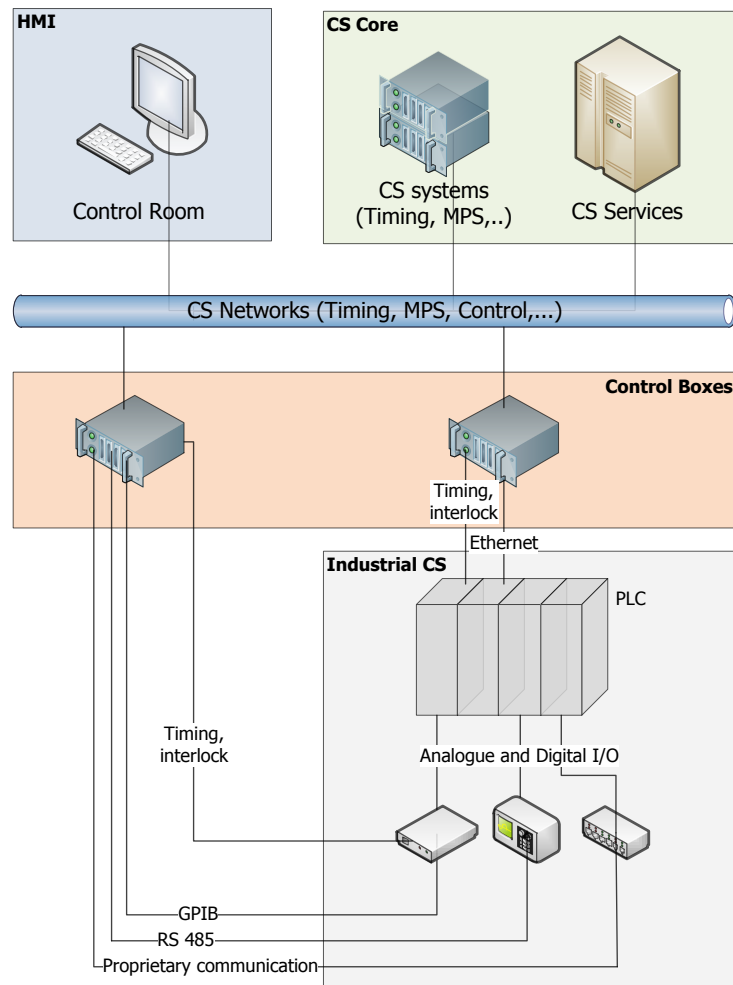 HMI
CS Core
Control Room
CS systems
(Timing, MPS,..)
CS Services
CS Networks (Timing, MPS, Control,...)
Control Boxes
Timing,
interlock
Ethernet
Industrial CS
PLC
Timing,
interlock
Analogue and Digital I/O
GPIB
RS 485
Proprietary communication